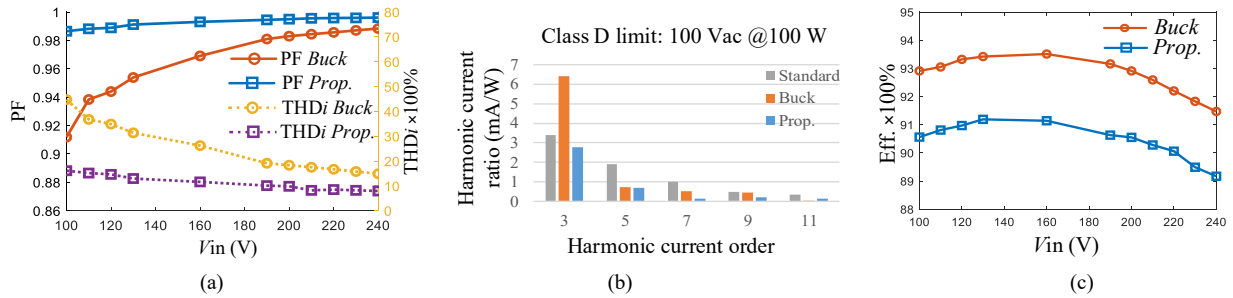 1
0.98
0.96
0.94
0.92
0.9
0.88
0.86
PF
80
70
60
50
40
30
20
10
0
THDi ×100%
PF Buck
PF Prop.
THDi Buck
THDi Prop.
100 120 140 160 180 200 220 240
Vin (V)
(a)
Class D limit: 100 Vac @100 W
7
6
5
4
3
2
1
0
Harmonic current
ratio (mA/W)
Standard
Buck
Prop.
3 5 7 9 11
Harmonic current order
(b)
95
94
93
92
91
90
89
88
Eff. ×100%
Buck
Prop.
100 120 140 160 180 200 220 240
Vin (V)
(c)